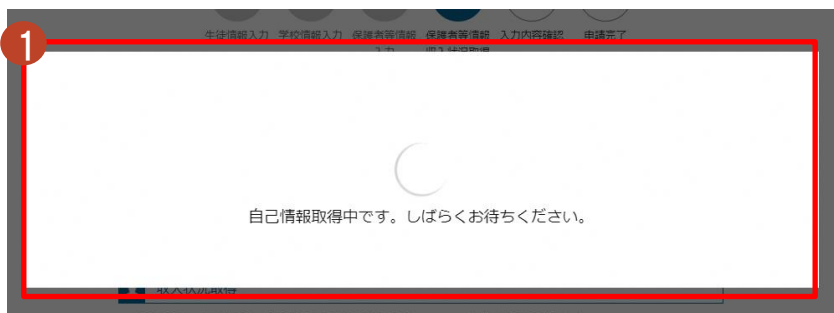 1
生徒情報入力 学校情報入力 保護者等情報 保護者等情報 入力内容確認 申請完了
入力 収入状況取得
自己情報取得中です。しばらくお待ちください。
収入状況取得